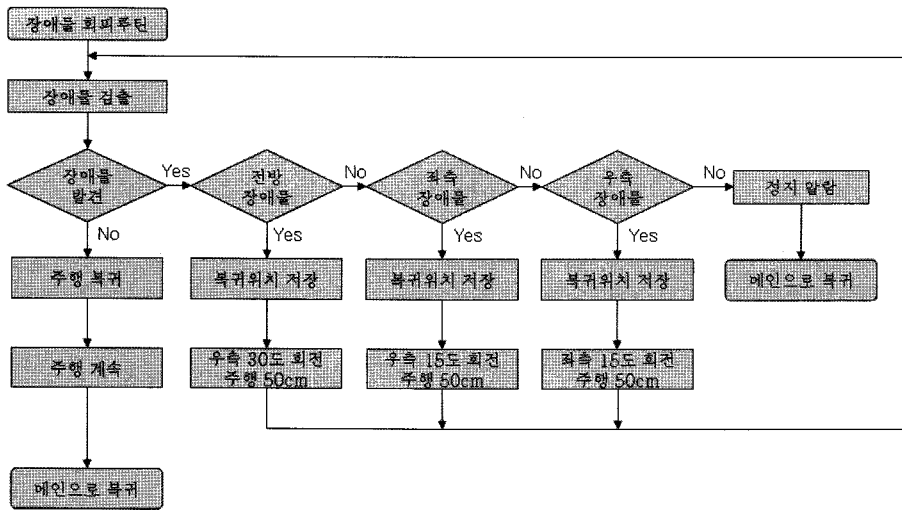 장애물 회피루틴
장애물 검출
장애물
발견
Yes
전방
장애물
No
좌측
장애물
No
우측
장애물
No
정지 알람
No
Yes
Yes
Yes
주행 복귀
복귀위치 저장
복귀위치 저장
복귀위치 저장
메인으로 복귀
주행 계속
우측 30도 회전
주행 50cm
우측 15도 회전
주행 50cm
좌측 15도 회전
주행 50cm
메인으로 복귀